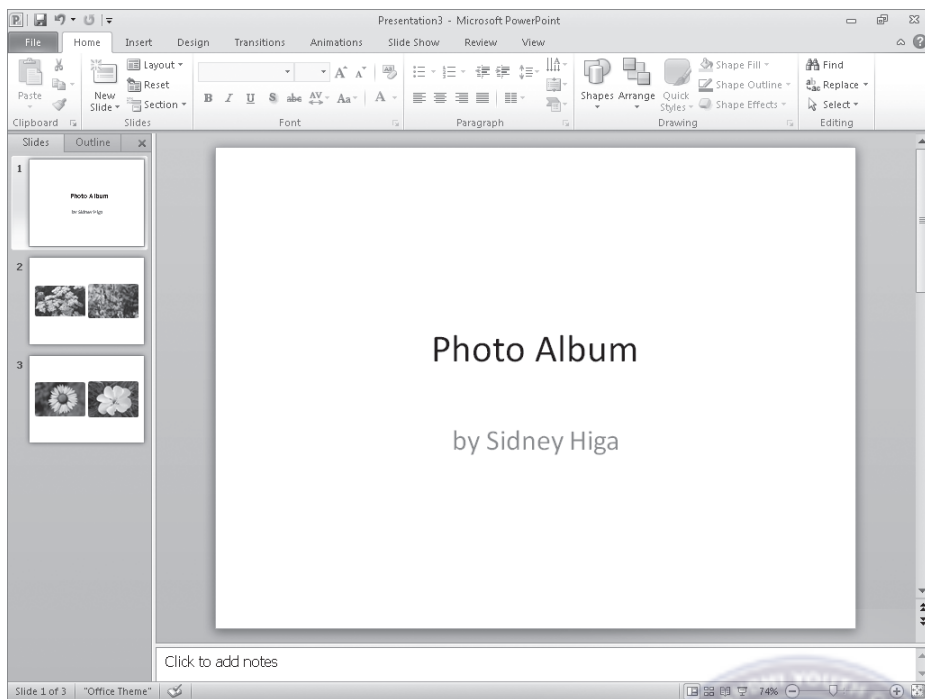 Presentation3 - Microsoft PowerPoint
File Home Insert Design Transitions Animations Slide Show Review View
Paste
New Slide
Layout
Reset
Section
B I U S abc AV Aa A
Shapes Arrange Quick Styles
Shape Fill
Shape Outline
Shape Effects
Find
Replace
Select
Clipboard Slides Font Paragraph Drawing Editing
Slides Outline
1
Photo Album
by Sidney Higa
2
3
Photo Album
by Sidney Higa
Click to add notes
Slide 1 of 3 "Office Theme" 74%